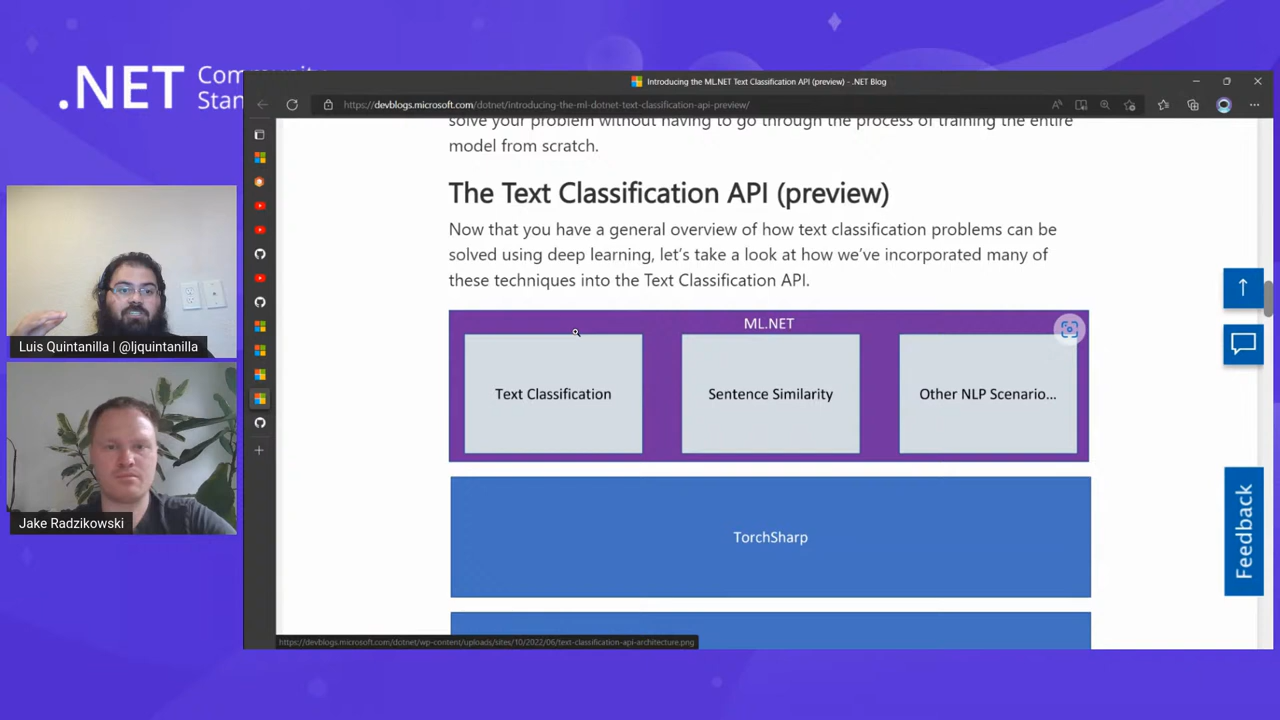 .NET
Introducing the ML.NET Text Classification API (preview) - .NET Blog
https://devblogs.microsoft.com/dotnet/introducing-the-ml-dotnet-text-classification-api-preview/
solve your problem without having to go through the process of training the entire
model from scratch.
The Text Classification API (preview)
Now that you have a general overview of how text classification problems can be
solved using deep learning, let's take a look at how we've incorporated many of
these techniques into the Text Classification API.
ML.NET
Text Classification
Sentence Similarity
Other NLP Scenario...
TorchSharp
Feedback
https://devblogs.microsoft.com/dotnet/wp-content/uploads/sites/10/2022/06/text-classification-api-architecture.png
Luis Quintanilla | @ljquintanilla
Jake Radzikowski